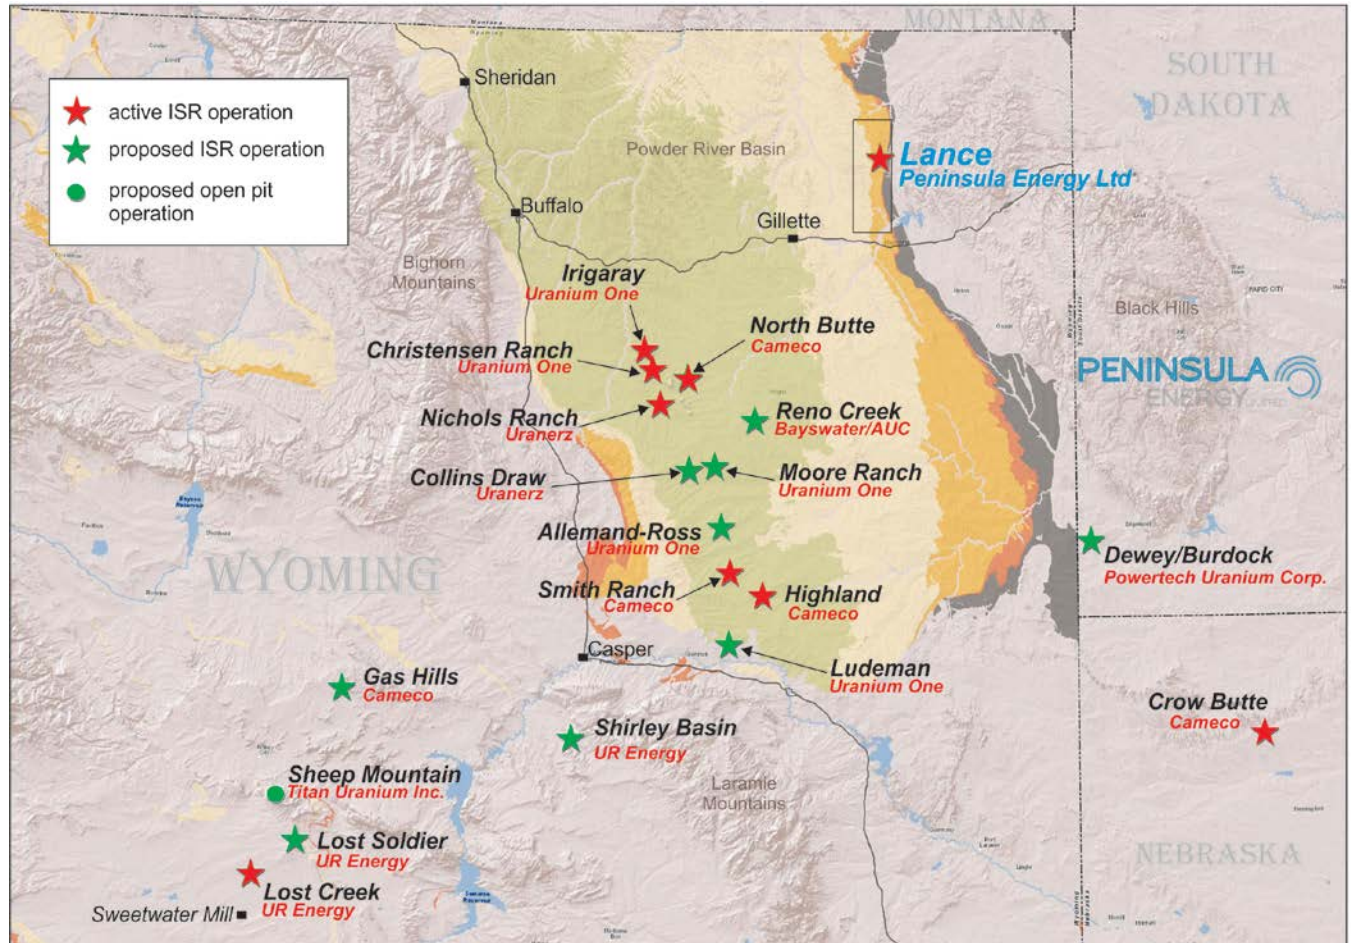 MONTANA
Montana
Wyoming
SOUTH
DAKOTA
active ISR operation
proposed ISR operation
proposed open pit
operation
Sheridan
Powder River Basin
Lance
Peninsula Energy Ltd
Buffalo
Gillette
Bighorn
Mountains
Irigaray
Uranium One
Black Hills
North Butte
Cameco
Christensen Ranch
Uranium One
PENINSULA
ENERGY
Nichols Ranch
Uranerz
Reno Creek
Bayswater/AUC
Collins Draw
Uranerz
Moore Ranch
Uranium One
Allemand-Ross
Uranium One
WYOMING
Dewey/Burdock
Powertech Uranium Corp.
Smith Ranch
Cameco
Highland
Cameco
Casper
Ludeman
Uranium One
Gas Hills
Cameco
Crow Butte
Cameco
Shirley Basin
UR Energy
Sheep Mountain
Titan Uranium Inc.
Laramie
Mountains
Lost Soldier
UR Energy
NEBRASKA
Lost Creek
UR Energy
Sweetwater Mill
Wyoming
Nebraska